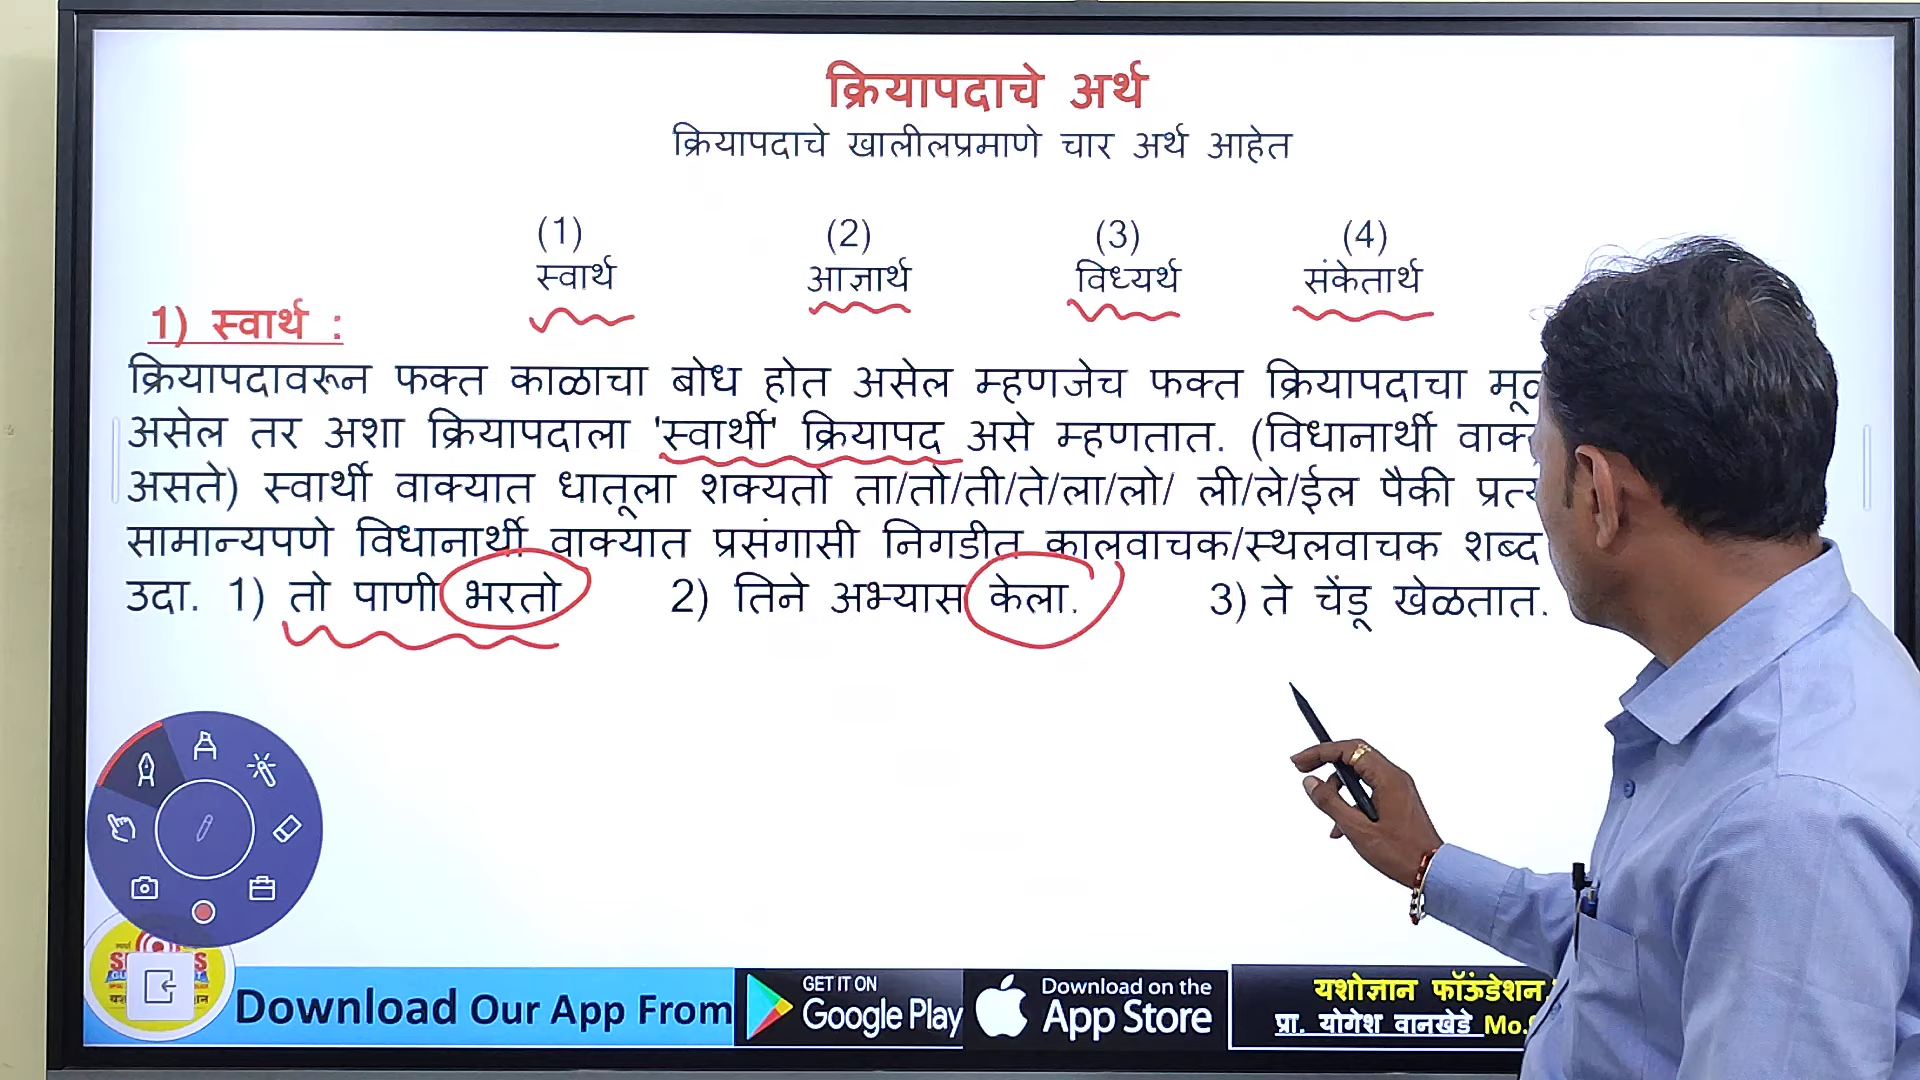 क्रियापदाचे अर्थ
क्रियापदाचे खालीलप्रमाणे चार अर्थ आहेत
(1) (2) (3) (4)
स्वार्थ आज्ञार्थ विध्यर्थ संकेतार्थ
1) स्वार्थ :
क्रियापदावरून फक्त काळाचा बोध होत असेल म्हणजेच फक्त क्रियापदाचा
असेल तर अशा क्रियापदाला 'स्वार्थी' क्रियापद असे म्हणतात. (विधानार्थी
असते) स्वार्थी वाक्यात धातूला शक्यतो ता/तो/ती/ते/ला/लो/ ली/ले/ईल पैकी
सामान्यपणे विधानार्थी वाक्यात प्रसंगासी निगडीत कालवाचक/स्थलवाचक शब्द
उदा. 1) तो पाणी भरतो 2) तिने अभ्यास केला. 3) ते चेंडू खेळतात.
Download Our App From
GET IT ON
Google Play
Download on the
App Store
यशोज्ञान फॉऊंडेशन
प्रा. योगेश वानखेडे Mo.